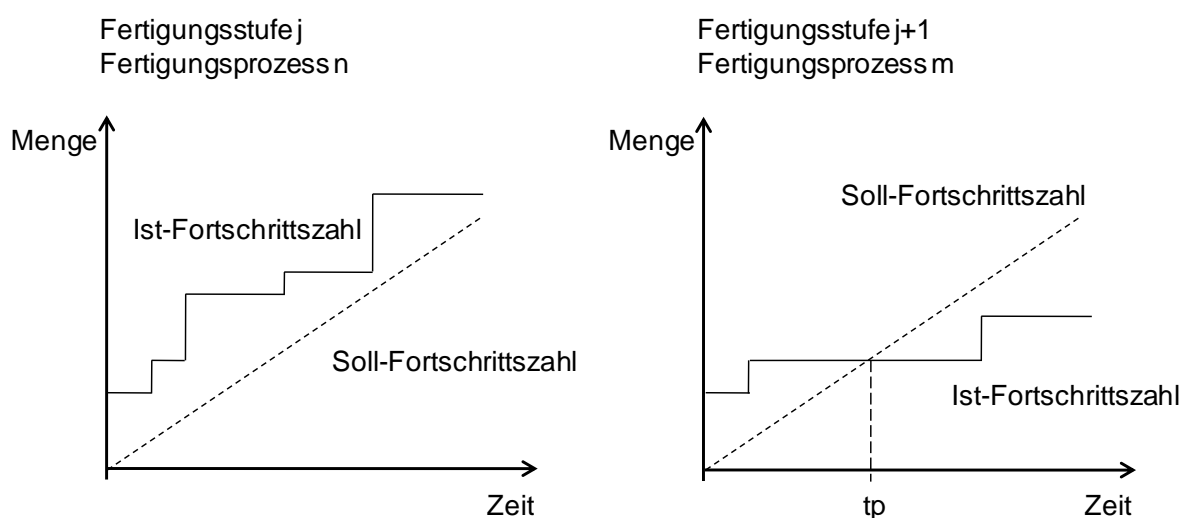 Fertigungsstufe j
Fertigungsprozess n
Menge
Ist-Fortschrittszahl
Soll-Fortschrittszahl
Zeit
Fertigungsstufe j+1
Fertigungsprozess m
Menge
Soll-Fortschrittszahl
Ist-Fortschrittszahl
tp
Zeit